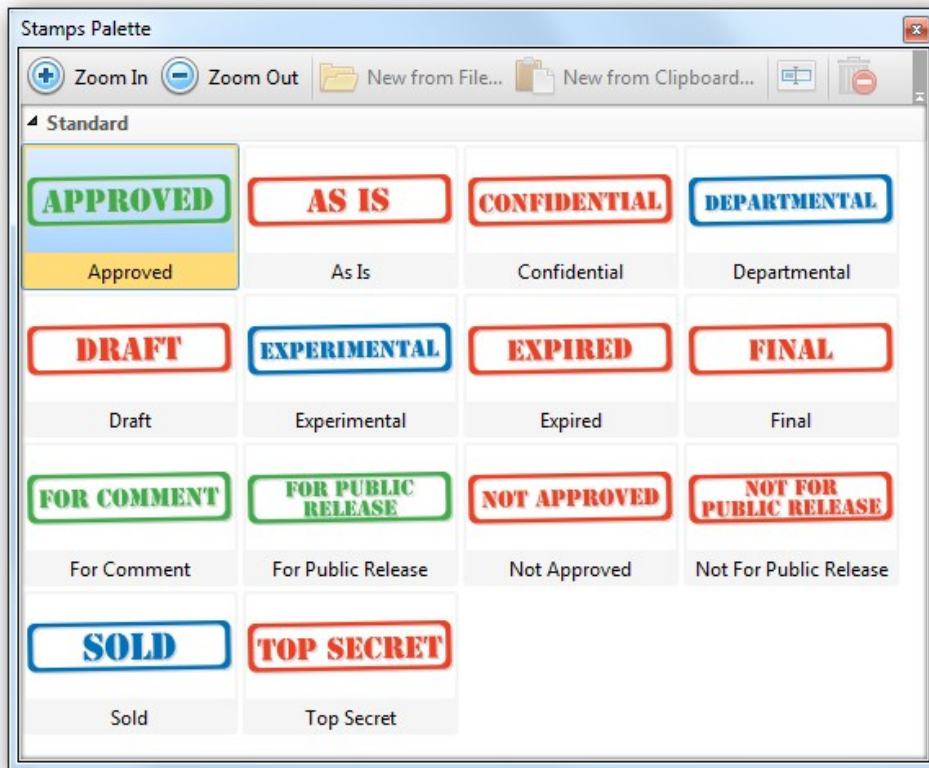 Stamps Palette
Zoom In Zoom Out New from File... New from Clipboard...
Standard
APPROVED AS IS CONFIDENTIAL DEPARTMENTAL
Approved As Is Confidential Departmental
DRAFT EXPERIMENTAL EXPIRED FINAL
Draft Experimental Expired Final
FOR COMMENT
FOR PUBLIC
RELEASE
NOT APPROVED
NOT FOR
PUBLIC RELEASE
For Comment For Public Release Not Approved Not For Public Release
SOLD TOP SECRET
Sold Top Secret